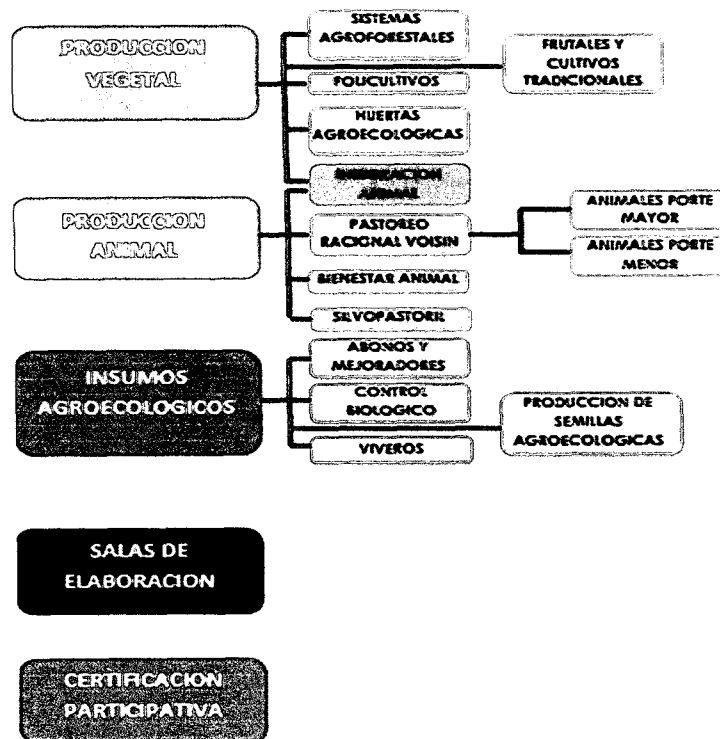 PRODUCCION
VEGETAL
SISTEMAS
AGROFORESTALES
FRUTALES Y
CULTIVOS
TRADICIONALES
POLICULTIVOS
HUERTAS
AGROECOLOGICAS
ANIMAL
PRODUCCION
ANIMAL
PASTOREO
RACIONAL VOISIN
ANIMALES PORTE
MAYOR
ANIMALES PORTE
MENOR
BIENESTAR ANIMAL
SILVOPASTORIL
INSUMOS
AGROECOLOGICOS
ABONOS Y
MEJORADORES
CONTROL
BIOLOGICO
PRODUCCION DE
SEMILLAS
AGROECOLOGICAS
VIVEROS
SALAS DE
ELABORACION
CERTIFICACION
PARTICIPATIVA